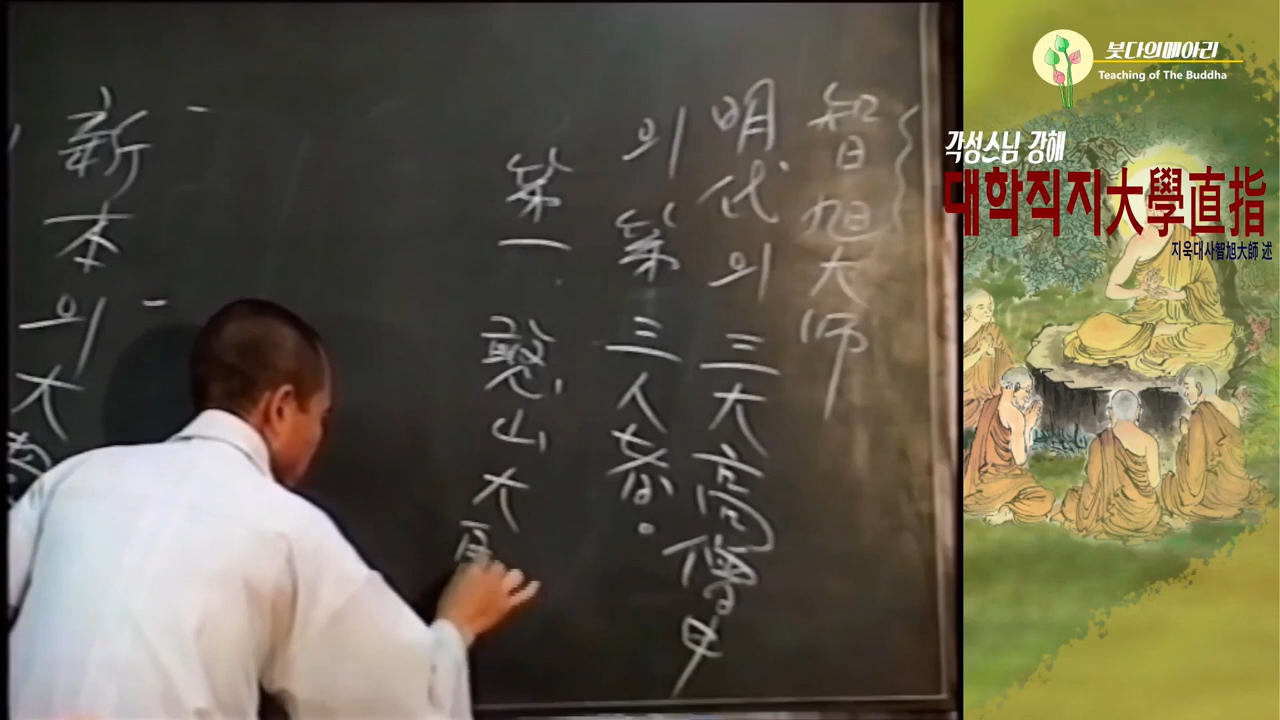 智旭大师
明代의 三大高僧中
의 第三人者。
第一. 憨山大
新本의 大
붓다의메아리
Teaching of The Buddha
각성스님 강해
대학직지大學直指
지욱대사智旭大師 述